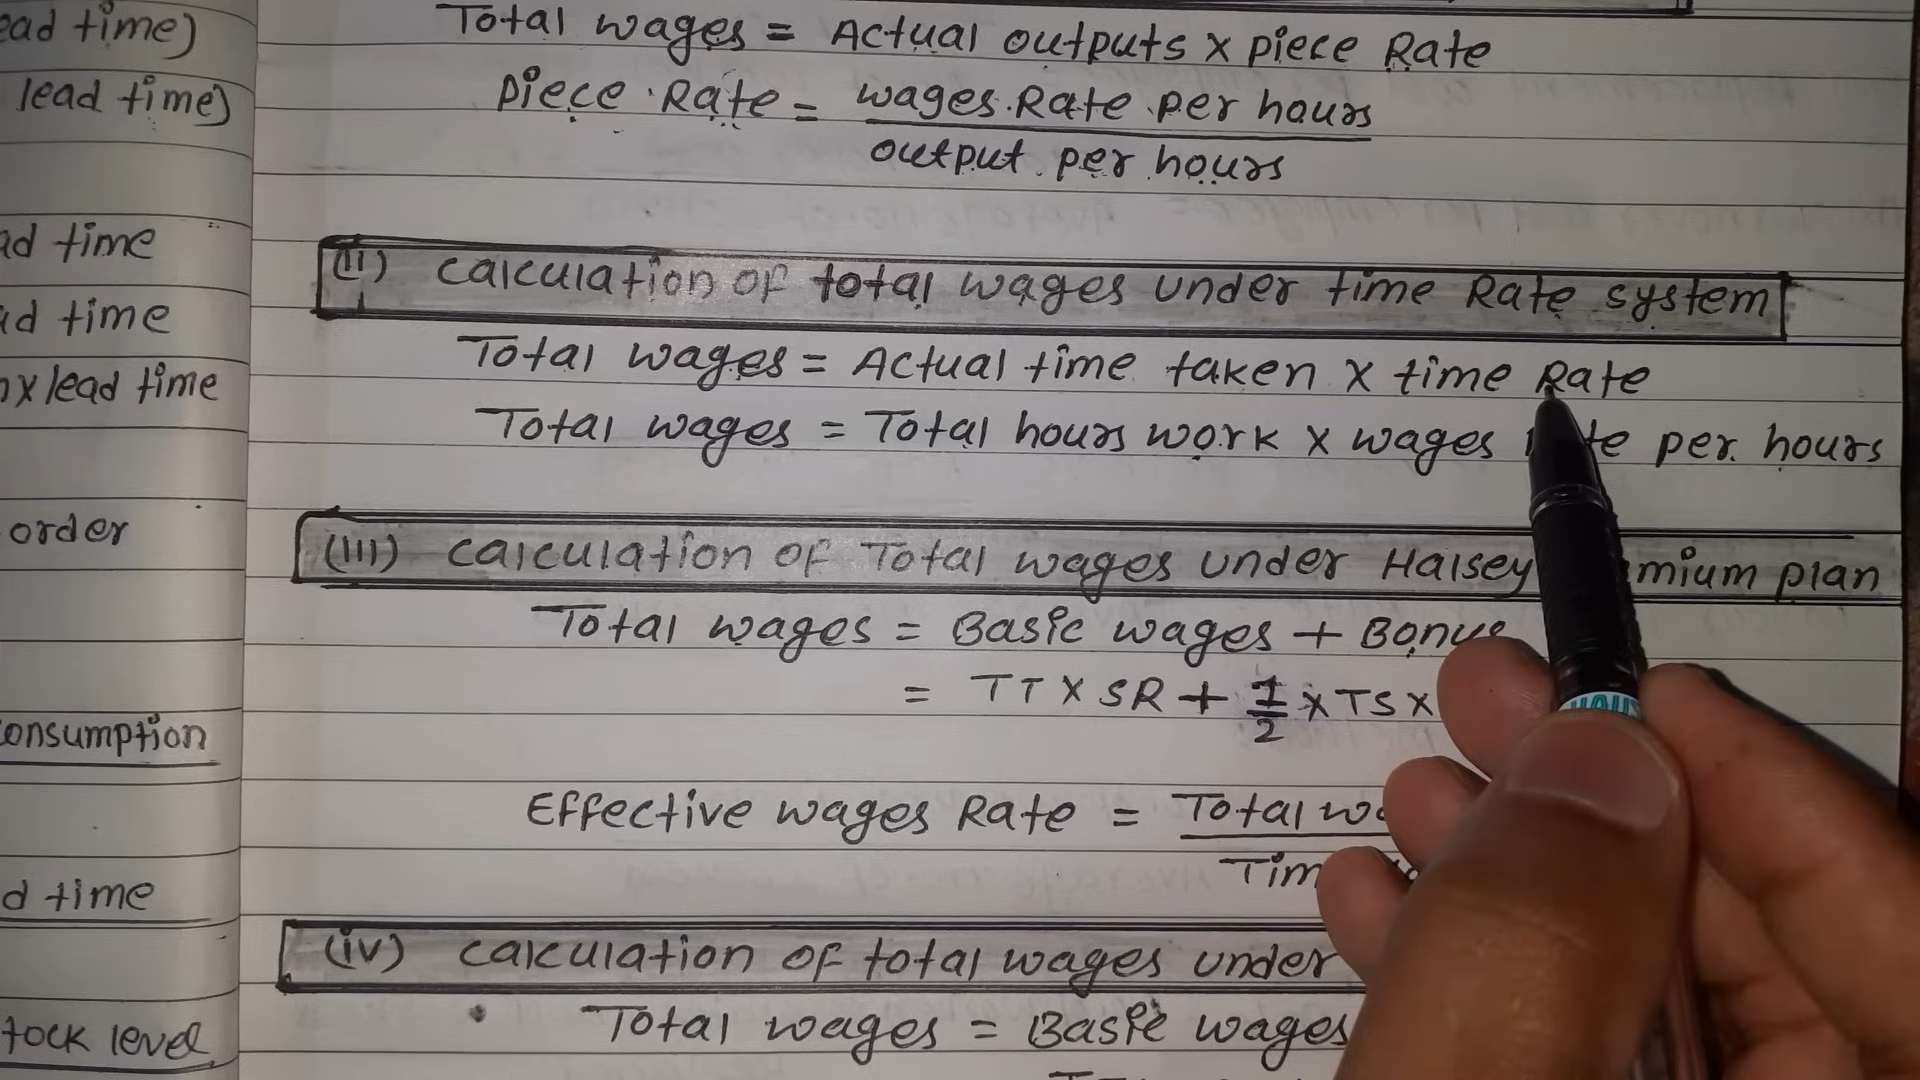 ead time)
lead time)
ad time
ad time
x lead time
order
onsumption
d time
tock level
Total wages = Actual outputs x piece Rate
Piece Rate = wages Rate per hours
output per hours
(ii) calculation of total wages under time Rate system
Total wages = Actual time taken x time Rate
Total wages = Total hours work x wages per hours
(iii) calculation of Total wages under Halsey mium plan
Total wages = Basic wages + Bonus
= TT x SR + 1/2 x TS x
Effective wages Rate = Total
(iv) calculation of total wages under
Total wages = Basic wages